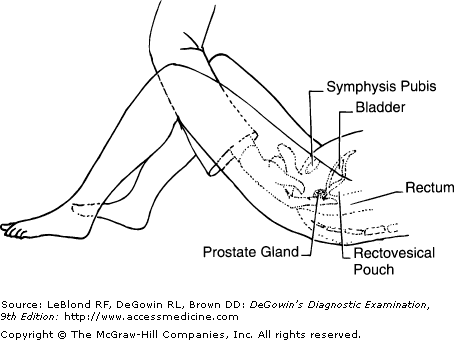 Symphysis Pubis
Bladder
Rectum
Prostate Gland
Rectovesical
Pouch
Source: LeBlond RF, DeGowin RL, Brown DD: DeGowin's Diagnostic Examination,
9th Edition: http://www.accessmedicine.com
Copyright © The McGraw-Hill Companies, Inc. All rights reserved.